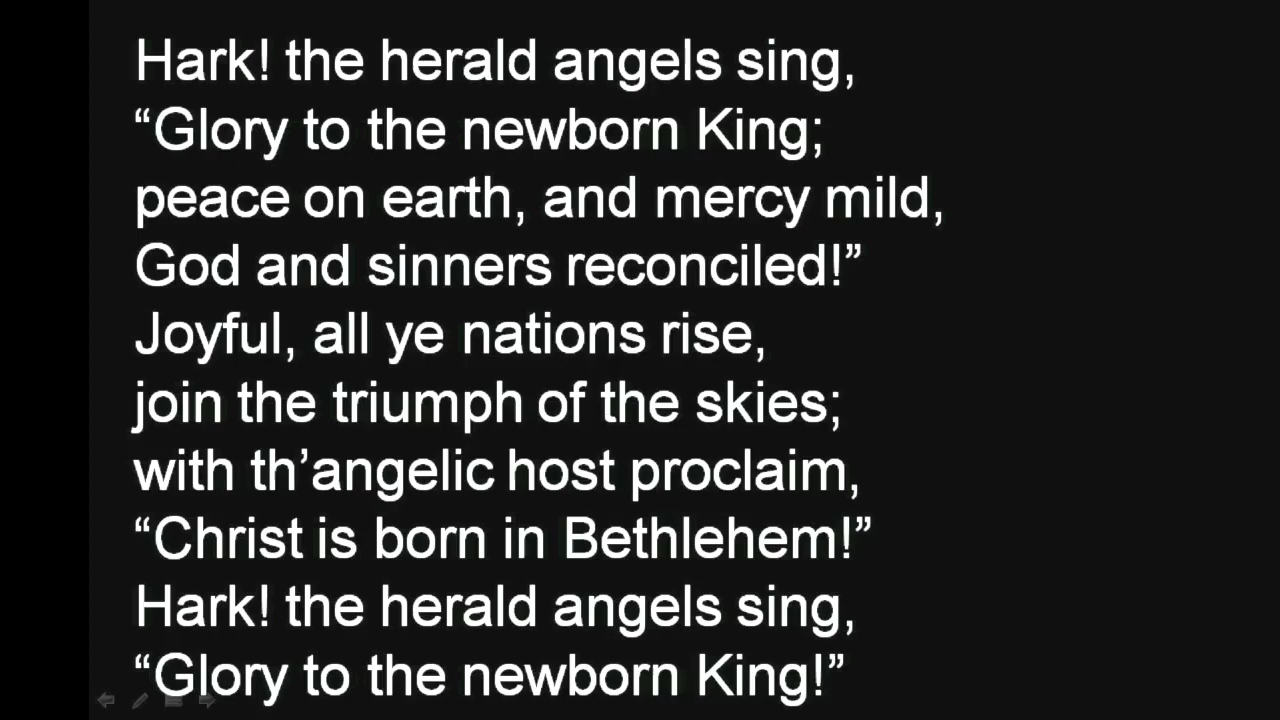 Hark! the herald angels sing,
“Glory to the newborn King;
peace on earth, and mercy mild,
God and sinners reconciled!”
Joyful, all ye nations rise,
join the triumph of the skies;
with th’angelic host proclaim,
“Christ is born in Bethlehem!”
Hark! the herald angels sing,
“Glory to the newborn King!”